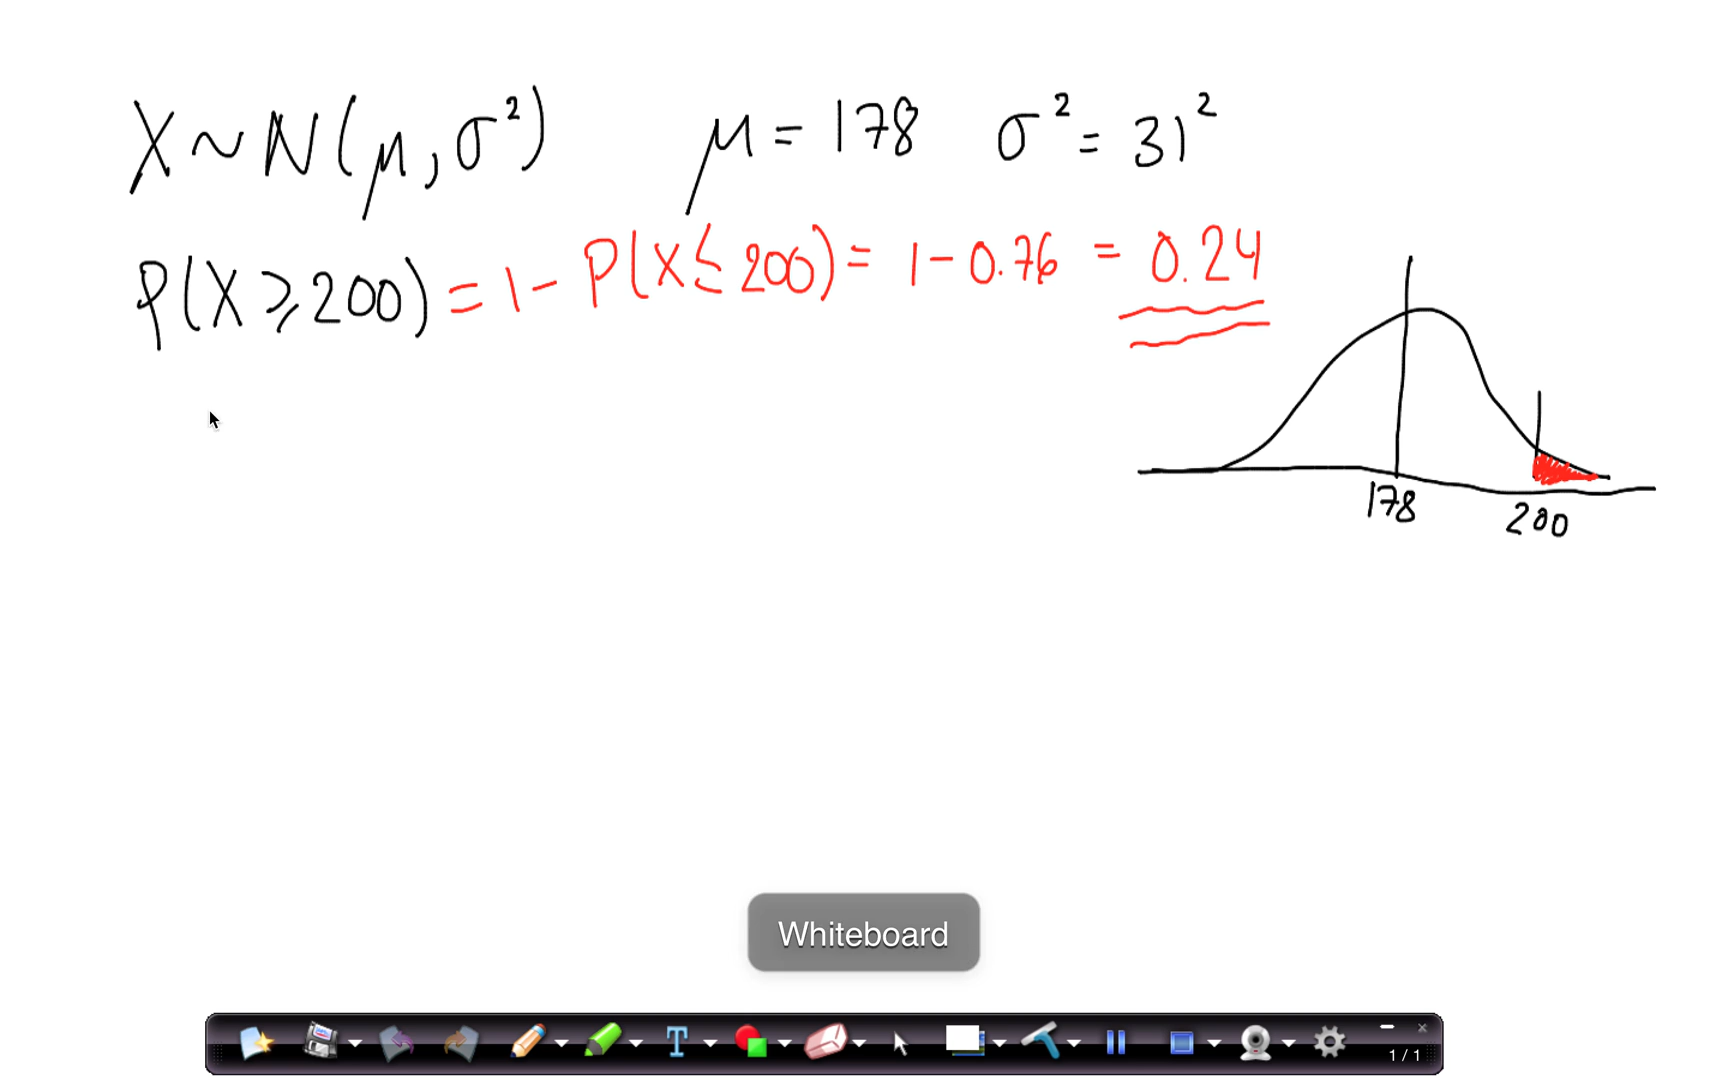 X ~ N(μ, σ²) μ = 178 σ² = 31²
P(X ⩾ 200) = 1 - P(X ≤ 200) = 1 - 0.76 = 0.24
178
200
Whiteboard
T
1 / 1